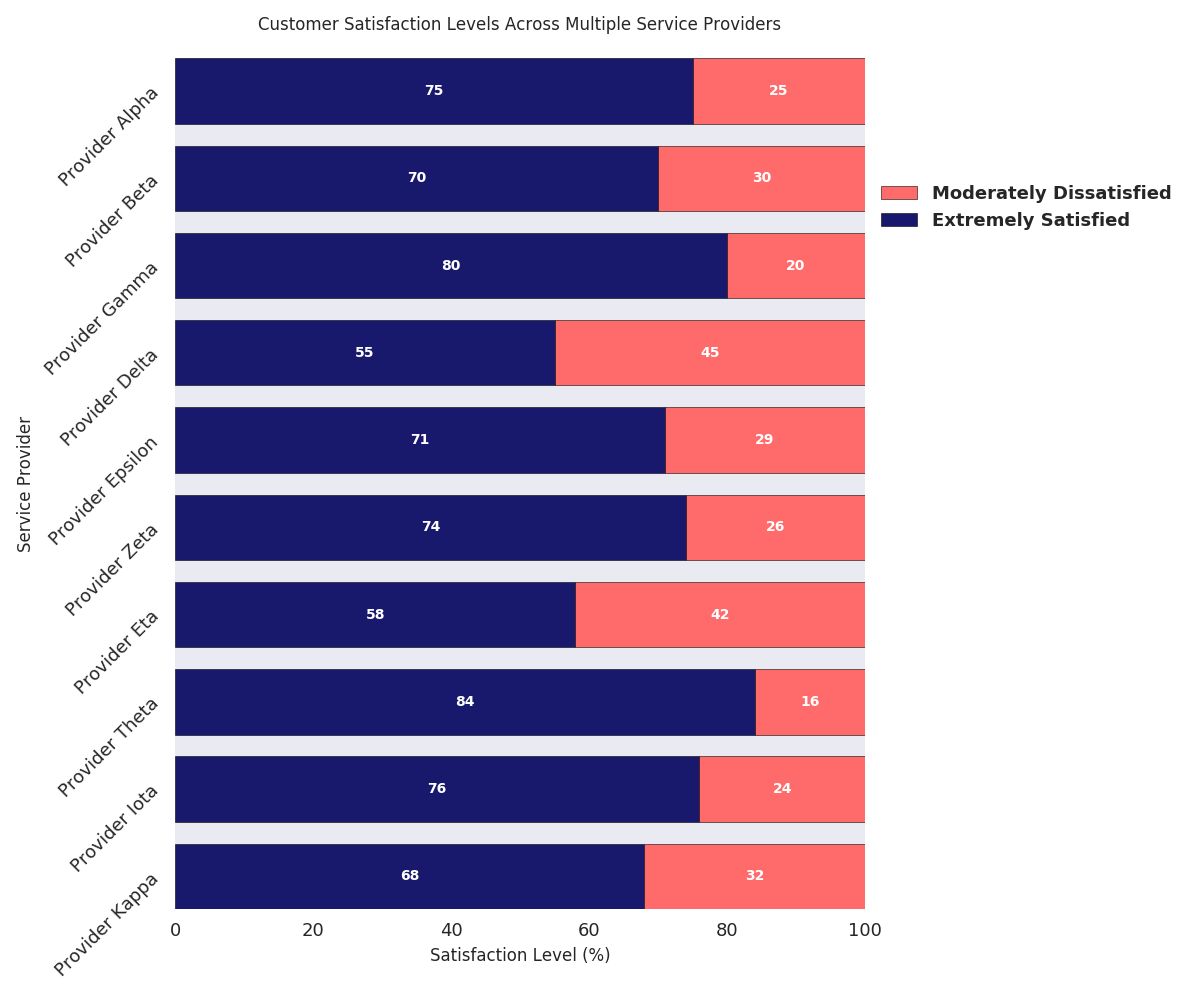 Customer Satisfaction Levels Across Multiple Service Providers
Service Provider
Provider Alpha
75
25
Provider Beta
70
30
Provider Gamma
80
20
Provider Delta
55
45
Provider Epsilon
71
29
Provider Zeta
74
26
Provider Eta
58
42
Provider Theta
84
16
Provider Iota
76
24
Provider Kappa
68
32
0 20 40 60 80 100
Satisfaction Level (%)
Moderately Dissatisfied
Extremely Satisfied